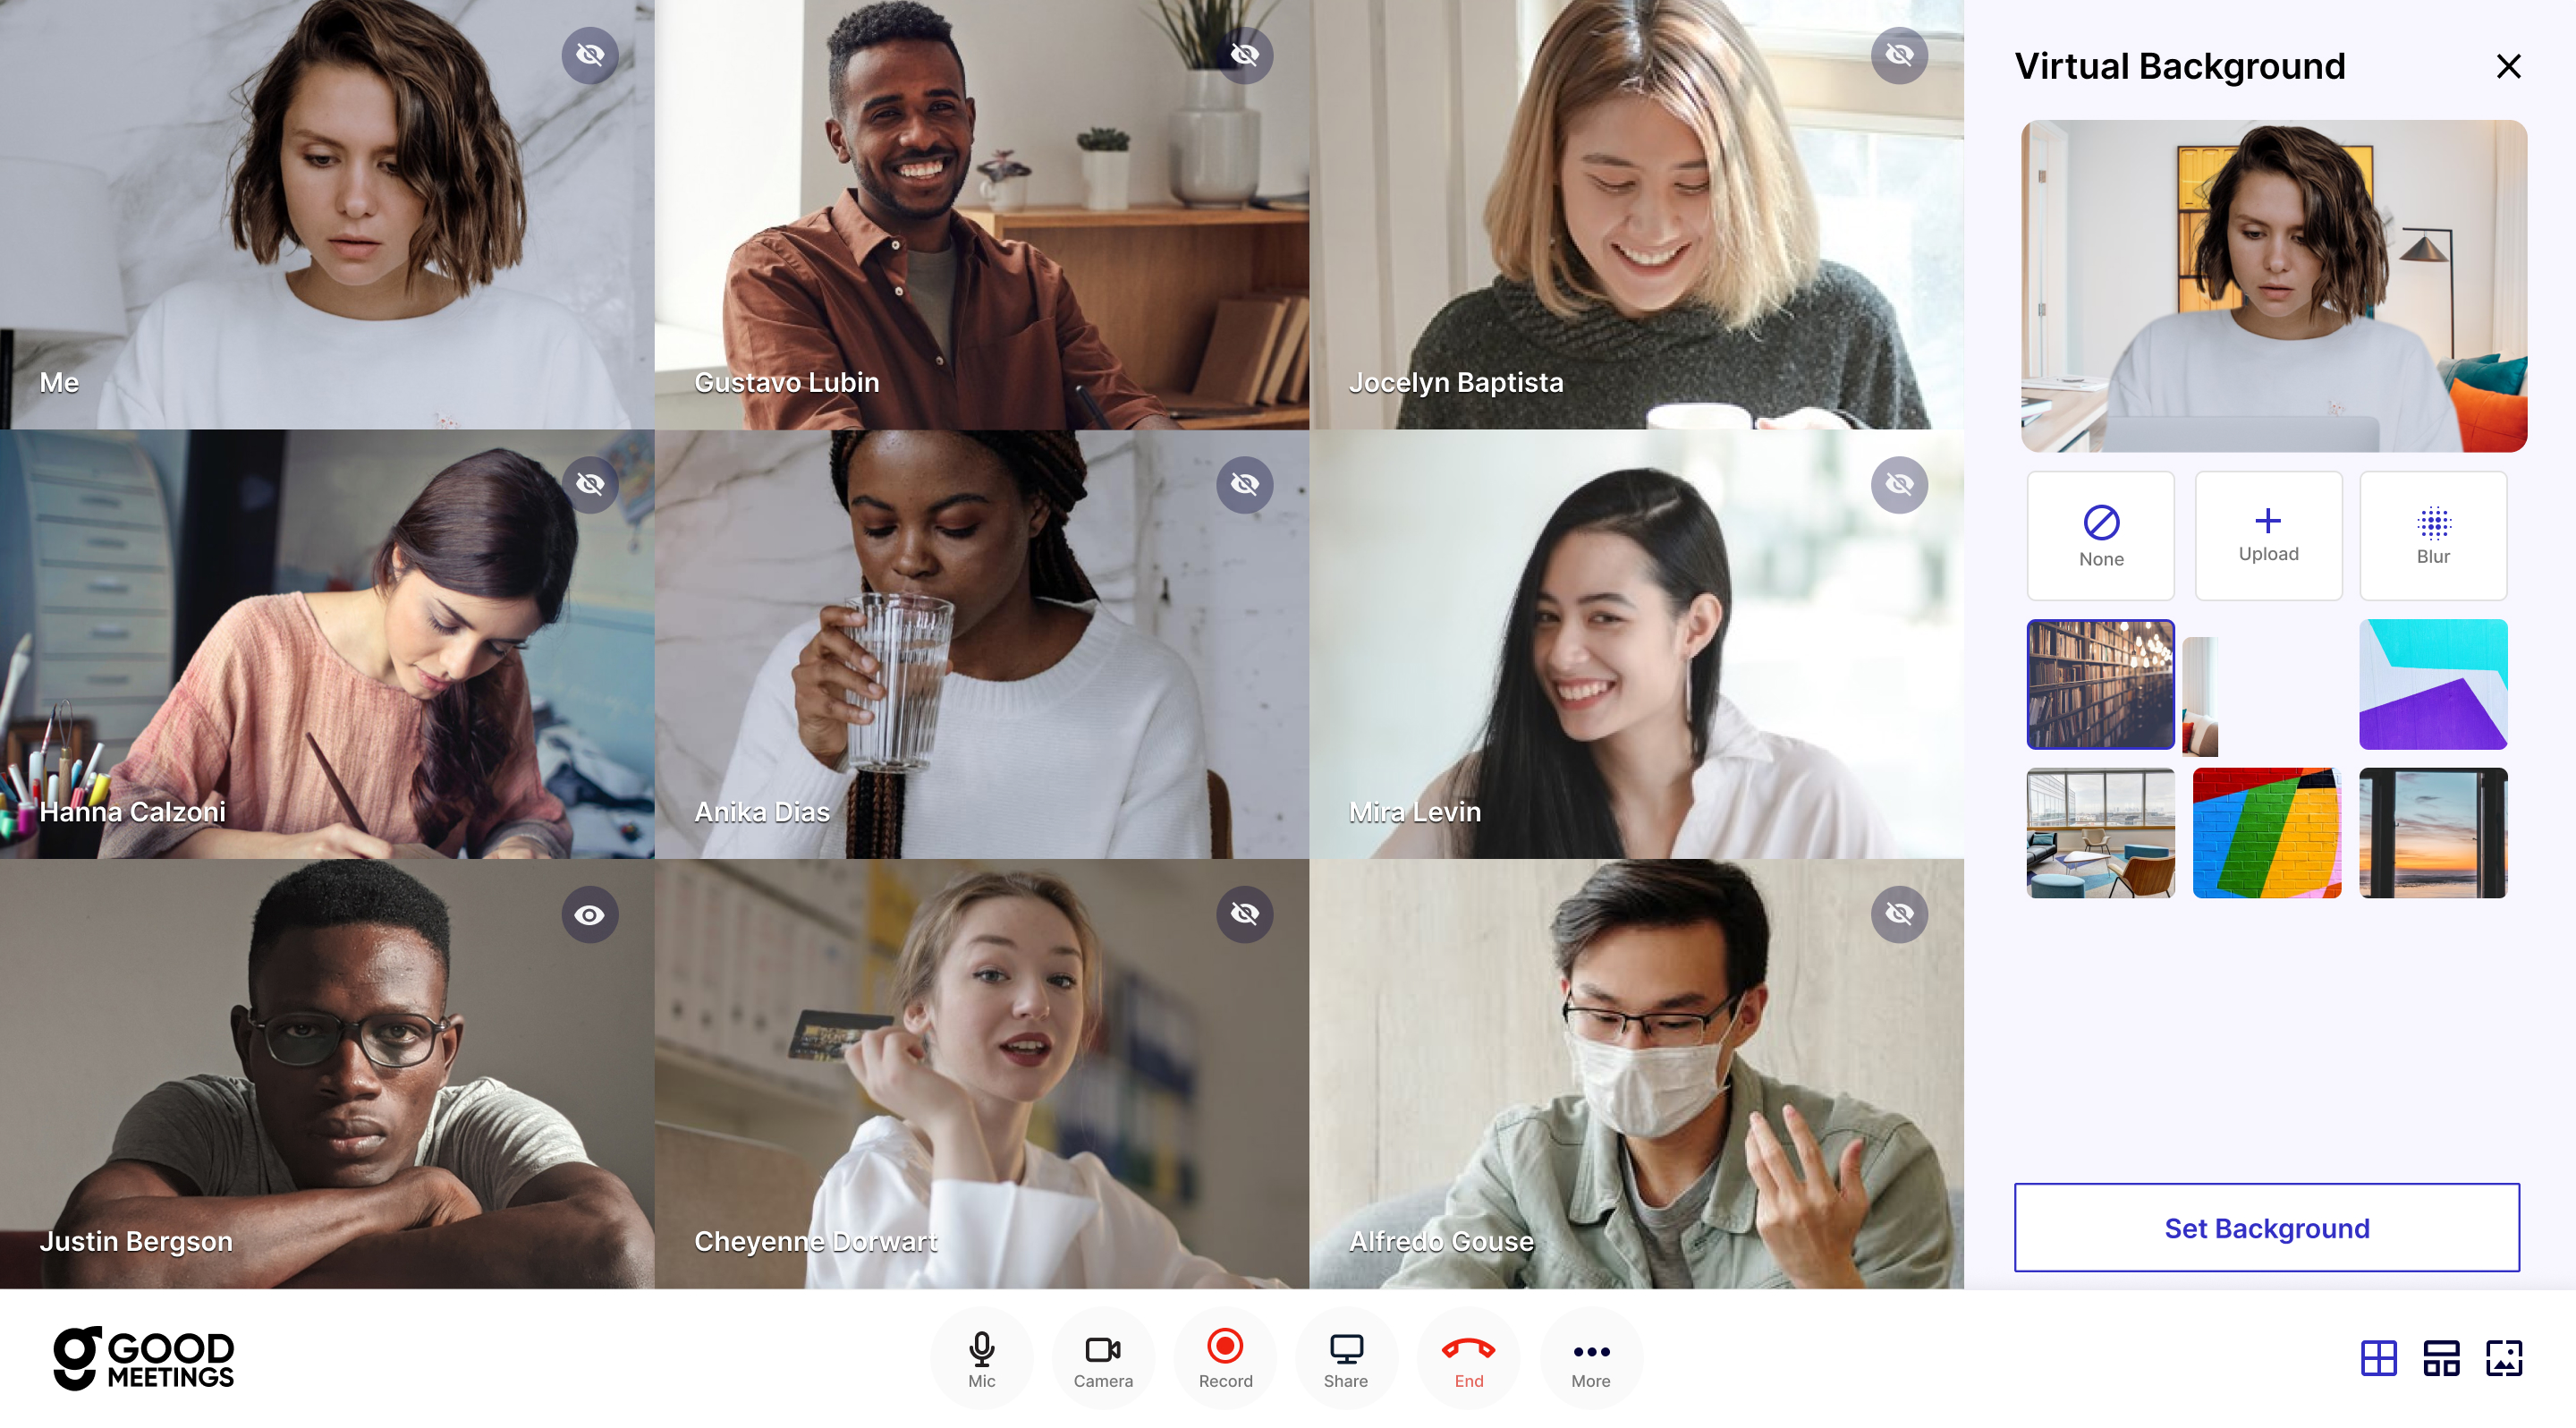 Virtual Background
Me
Gustavo Lubin
Jocelyn Baptista
None
Upload
Blur
Hanna Calzoni
Anika Dias
Mira Levin
Justin Bergson
Cheyenne Dorwart
Alfredo Gouse
Set Background
GOOD
MEETINGS
Mic
Camera
Record
Share
End
More